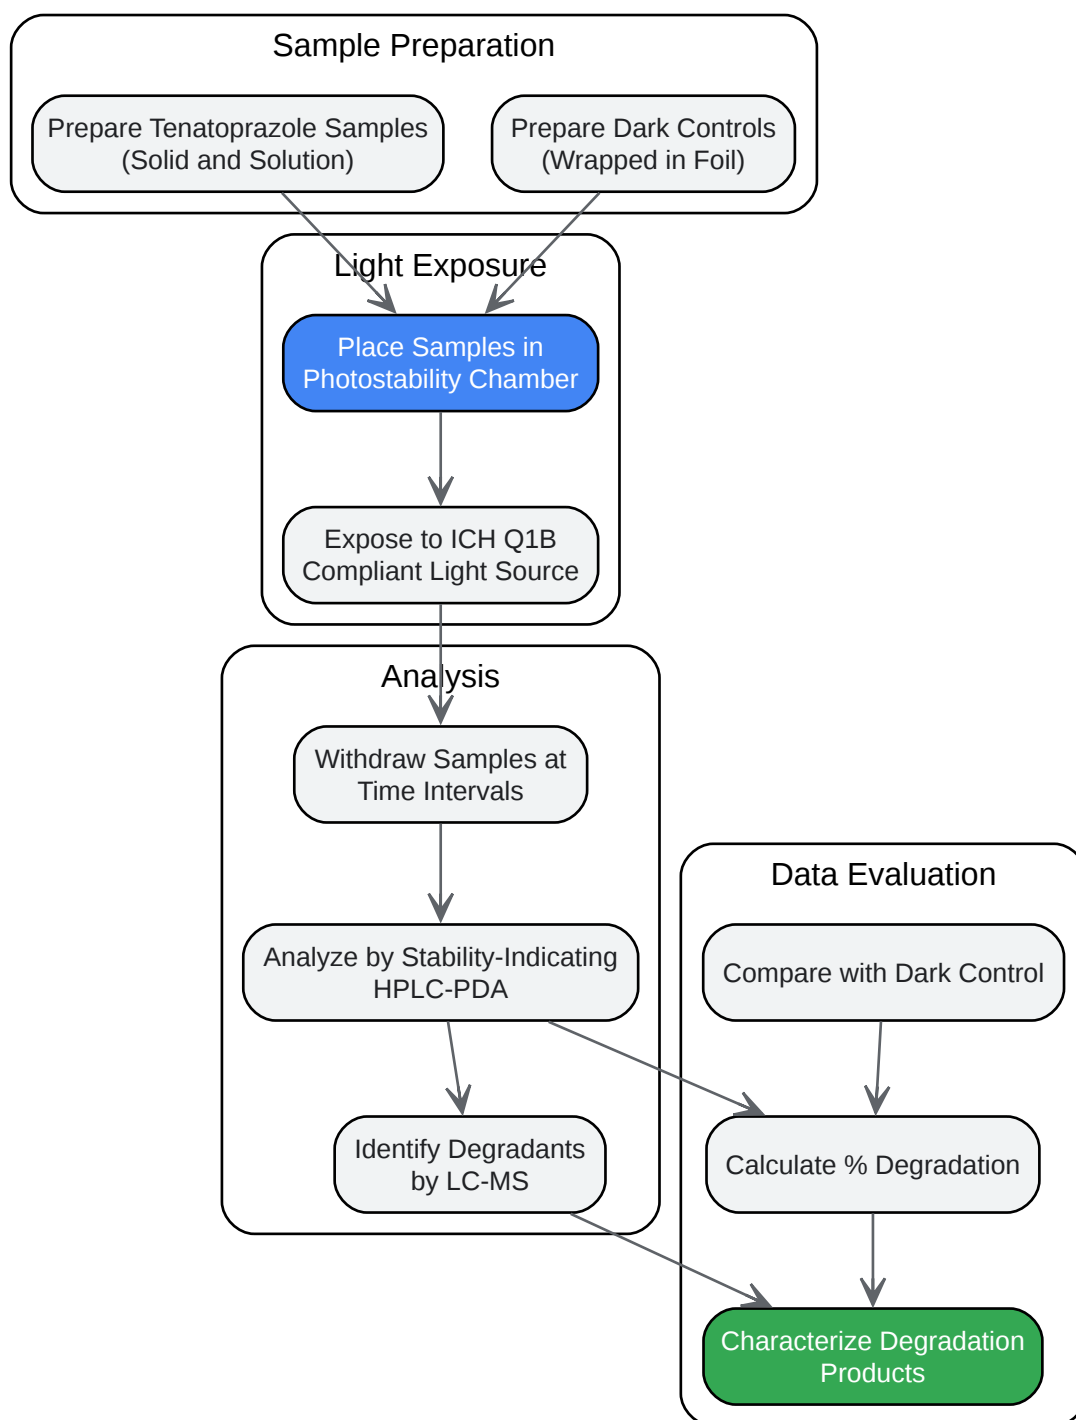 Sample Preparation
Prepare Tenatoprazole Samples
(Solid and Solution)
Prepare Dark Controls
(Wrapped in Foil)
Light Exposure
Place Samples in
Photostability Chamber
Expose to ICH Q1B
Compliant Light Source
Analysis
Withdraw Samples at
Time Intervals
Analyze by Stability-Indicating
HPLC-PDA
Identify Degradants
by LC-MS
Data Evaluation
Compare with Dark Control
Calculate % Degradation
Characterize Degradation
Products